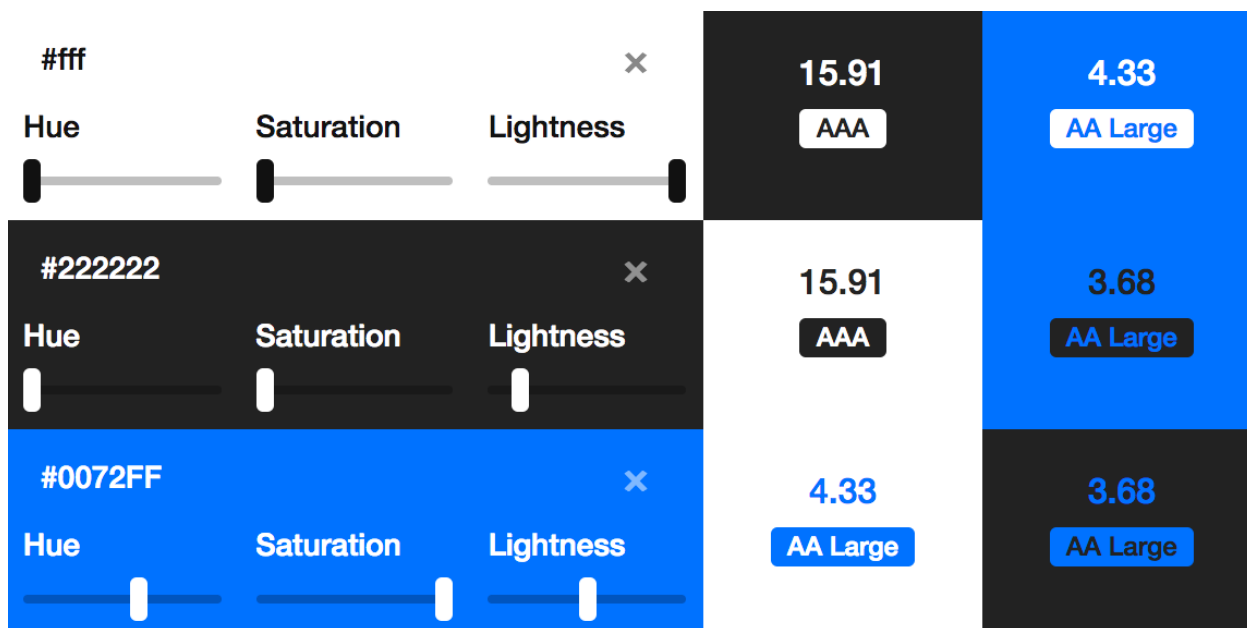 #fff ×
Hue Saturation Lightness
15.91
AAA
4.33
AA Large
#222222 ×
Hue Saturation Lightness
15.91
AAA
3.68
AA Large
#0072FF ×
Hue Saturation Lightness
4.33
AA Large
3.68
AA Large